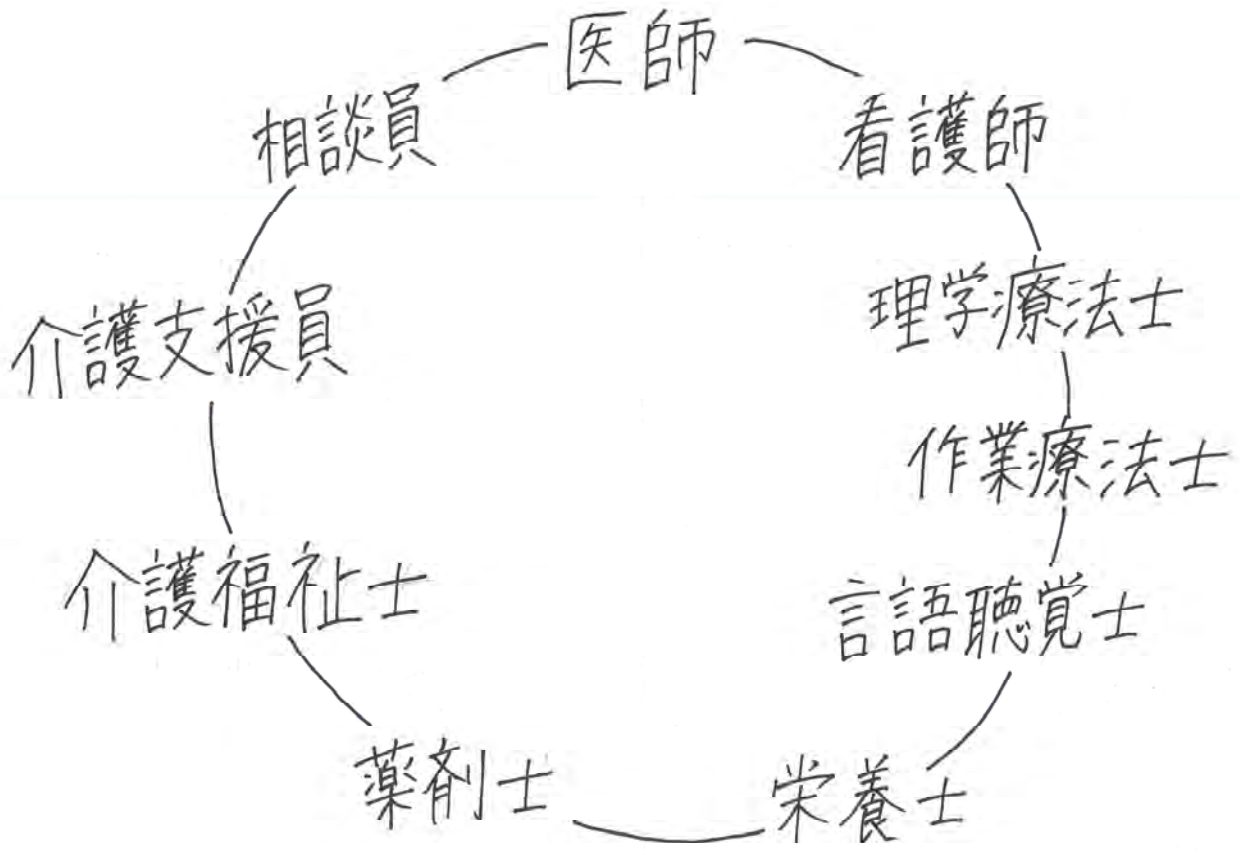 医師
看護師
理学療法士
作業療法士
言語聴覚士
栄養士
薬剤士
介護福祉士
介護支援員
相談員